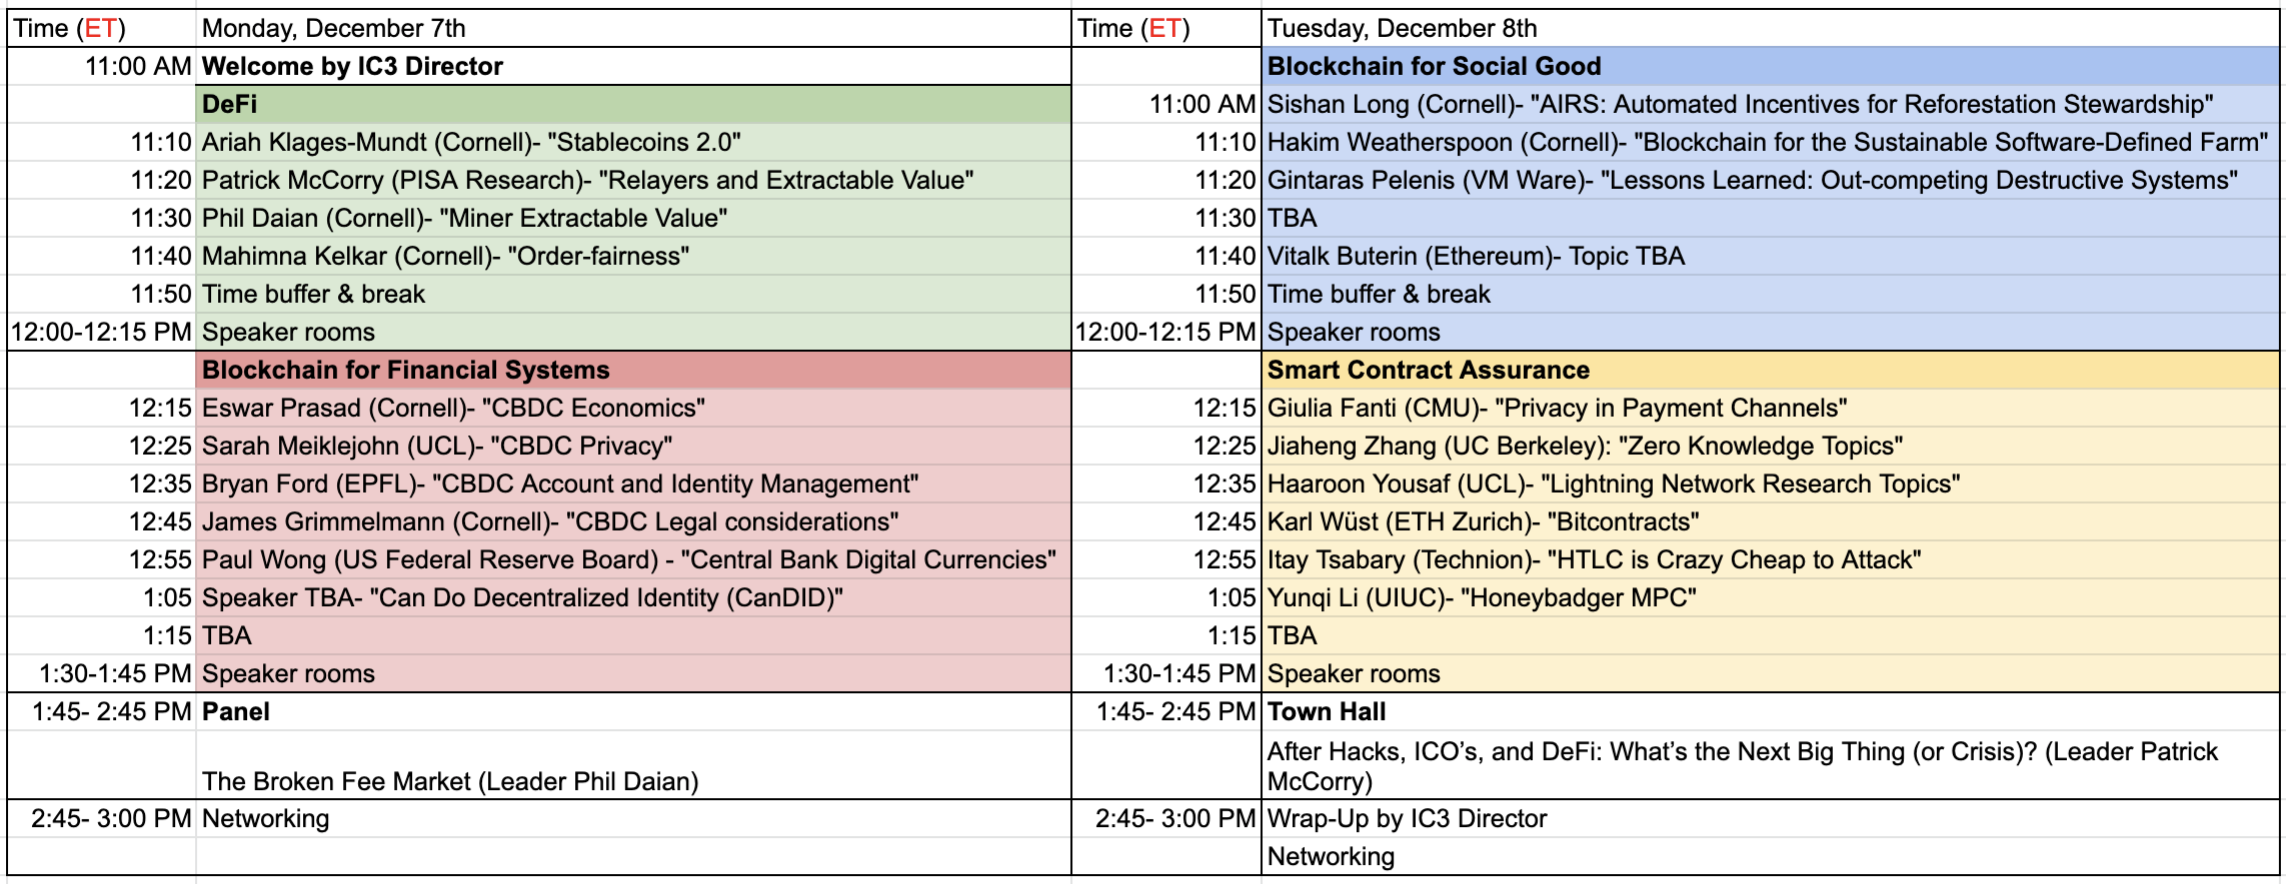 Time (ET) Monday, December 7th Time (ET) Tuesday, December 8th
11:00 AM Welcome by IC3 Director Blockchain for Social Good
DeFi 11:00 AM Sishan Long (Cornell)- "AIRS: Automated Incentives for Reforestation Stewardship"
11:10 Ariah Klages-Mundt (Cornell)- "Stablecoins 2.0" 11:10 Hakim Weatherspoon (Cornell)- "Blockchain for the Sustainable Software-Defined Farm"
11:20 Patrick McCorry (PISA Research)- "Relayers and Extractable Value" 11:20 Gintaras Pelenis (VM Ware)- "Lessons Learned: Out-competing Destructive Systems"
11:30 Phil Daian (Cornell)- "Miner Extractable Value" 11:30 TBA
11:40 Mahimna Kelkar (Cornell)- "Order-fairness" 11:40 Vitalk Buterin (Ethereum)- Topic TBA
11:50 Time buffer & break 11:50 Time buffer & break
12:00-12:15 PM Speaker rooms 12:00-12:15 PM Speaker rooms
Blockchain for Financial Systems Smart Contract Assurance
12:15 Eswar Prasad (Cornell)- "CBDC Economics" 12:15 Giulia Fanti (CMU)- "Privacy in Payment Channels"
12:25 Sarah Meiklejohn (UCL)- "CBDC Privacy" 12:25 Jiaheng Zhang (UC Berkeley): "Zero Knowledge Topics"
12:35 Bryan Ford (EPFL)- "CBDC Account and Identity Management" 12:35 Haaroon Yousaf (UCL)- "Lightning Network Research Topics"
12:45 James Grimmelmann (Cornell)- "CBDC Legal considerations" 12:45 Karl Wüst (ETH Zurich)- "Bitcontracts"
12:55 Paul Wong (US Federal Reserve Board) - "Central Bank Digital Currencies" 12:55 Itay Tsabary (Technion)- "HTLC is Crazy Cheap to Attack"
1:05 Speaker TBA- "Can Do Decentralized Identity (CanDID)" 1:05 Yunqi Li (UIUC)- "Honeybadger MPC"
1:15 TBA 1:15 TBA
1:30-1:45 PM Speaker rooms 1:30-1:45 PM Speaker rooms
1:45- 2:45 PM Panel 1:45- 2:45 PM Town Hall
After Hacks, ICO’s, and DeFi: What’s the Next Big Thing (or Crisis)? (Leader Patrick
The Broken Fee Market (Leader Phil Daian) McCorry)
2:45- 3:00 PM Networking 2:45- 3:00 PM Wrap-Up by IC3 Director
Networking